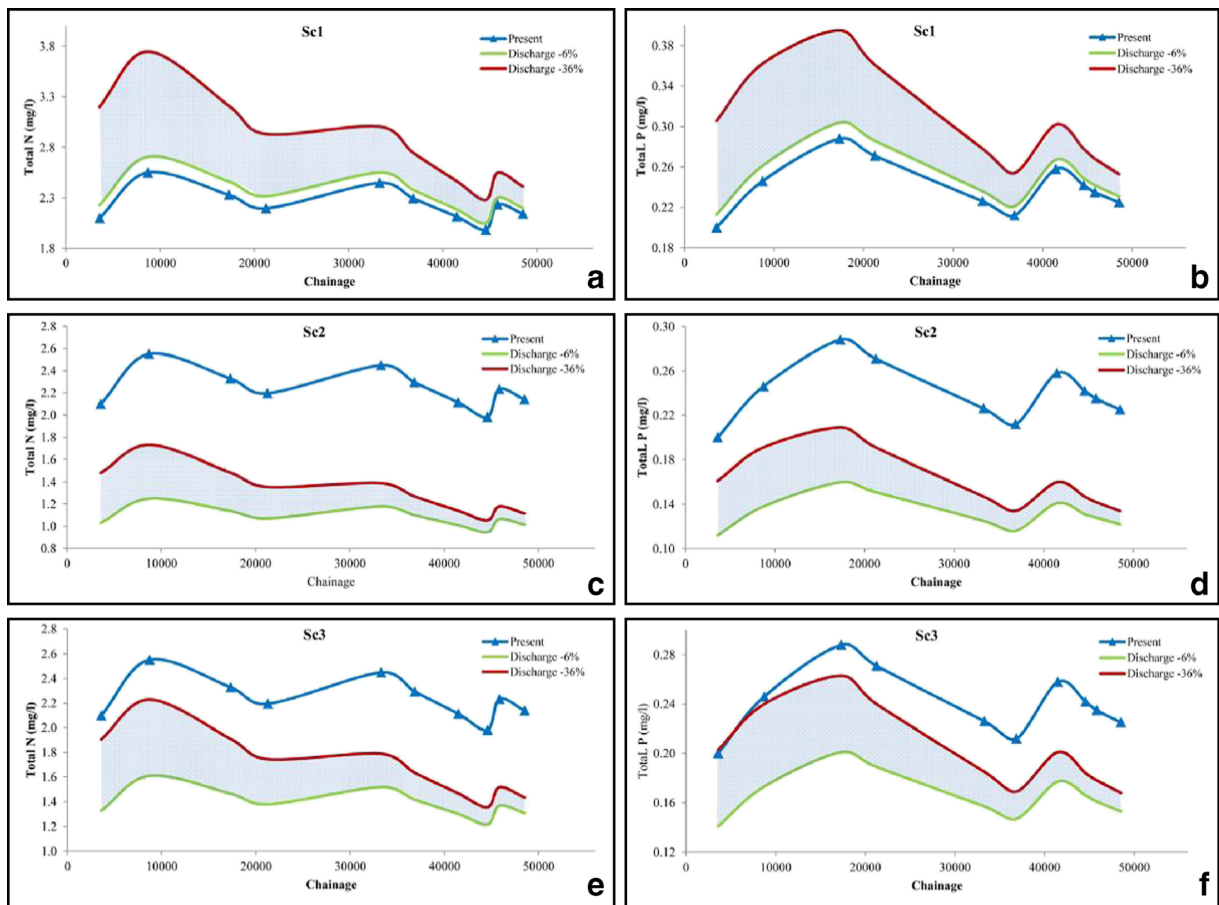 Sc1
Total N (mg/l)
3.8
3.3
2.8
2.3
1.8
0 10000 20000 30000 40000 50000
Chainage
Present
Discharge -6%
Discharge -36%
a
Sc1
TotaL P (mg/l)
0.38
0.34
0.30
0.26
0.22
0.18
0 10000 20000 30000 40000 50000
Chainage
Present
Discharge -6%
Discharge -36%
b
Sc2
Total N (mg/l)
2.8
2.6
2.4
2.2
2.0
1.8
1.6
1.4
1.2
1.0
0.8
0 10000 20000 30000 40000 50000
Chainage
Present
Discharge -6%
Discharge -36%
c
Sc2
TotaL P (mg/l)
0.30
0.26
0.22
0.18
0.14
0.10
0 10000 20000 30000 40000 50000
Chainage
Present
Discharge -6%
Discharge -36%
d
Sc3
Total N (mg/l)
2.8
2.6
2.4
2.2
2.0
1.8
1.6
1.4
1.2
1.0
0 10000 20000 30000 40000 50000
Chainage
Present
Discharge -6%
Discharge -36%
e
Sc3
TotaL P (mg/l)
0.28
0.24
0.20
0.16
0.12
0 10000 20000 30000 40000 50000
Chainage
Present
Discharge -6%
Discharge -36%
f